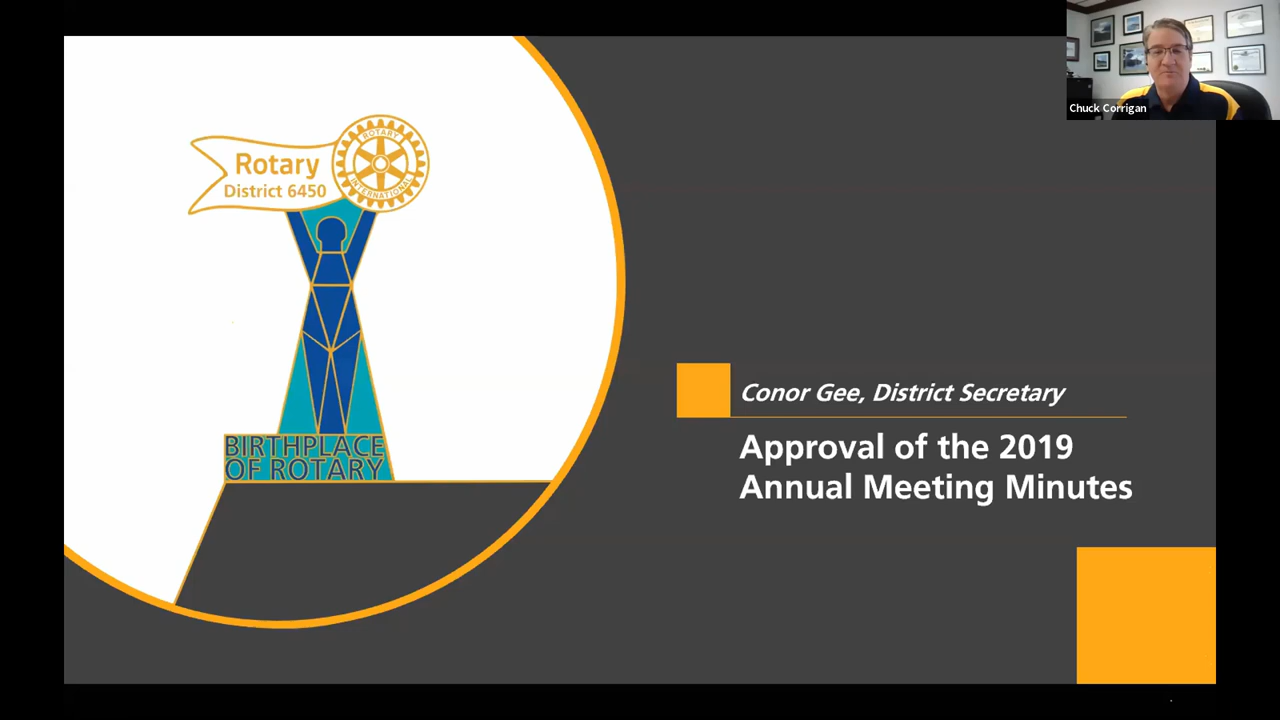 Chuck Corrigan
Rotary
District 6450
ROTARY
INTERNATIONAL
BIRTHPLACE
OF ROTARY
Conor Gee, District Secretary
Approval of the 2019
Annual Meeting Minutes